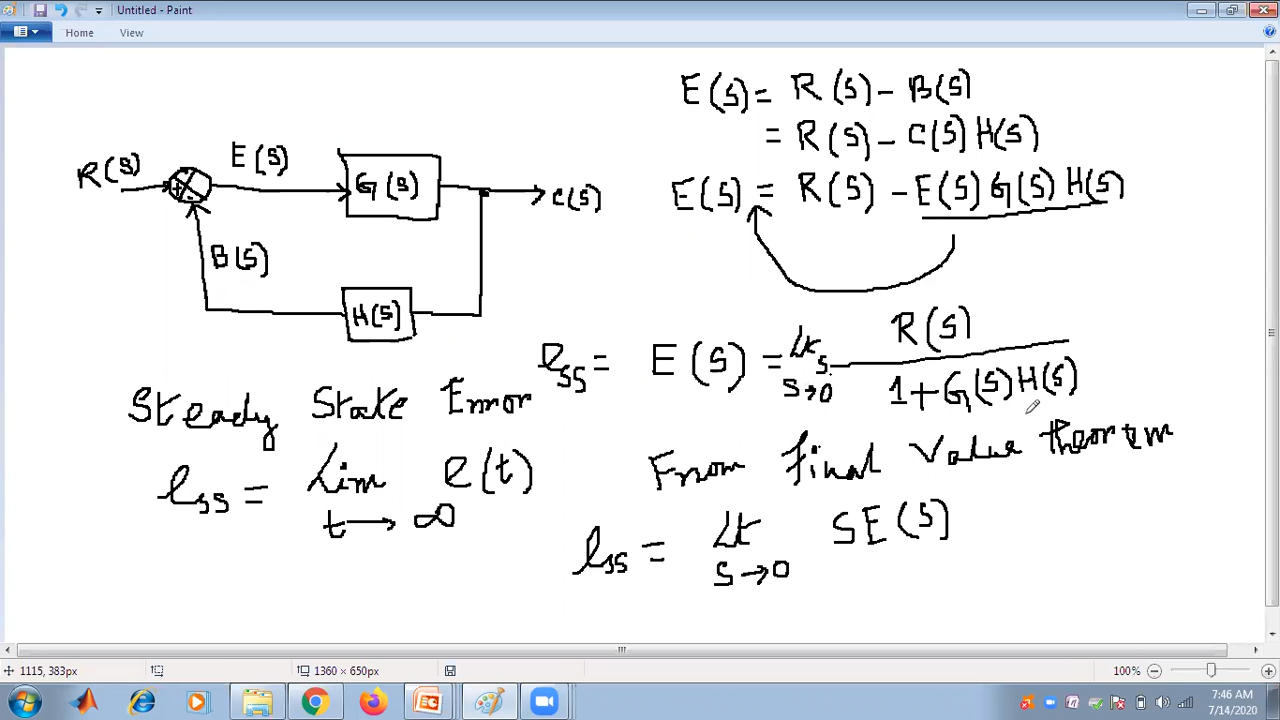 Untitled - Paint
Home View
E(S) = R(S) - B(S)
= R(S) - C(S) H(S)
E(S) = R(S) - E(S) G(S) H(S)
R(S)
E(S)
G(S)
C(S)
B(S)
H(S)
ess = E(S) = Lt S R(S)
S→0 1+G(S)H(S)
Steady State Error
ess = Lim e(t)
t → ∞
From final Value theorem
ess = Lt SE(S)
S→0
1115, 383px
1360 × 650px
100%
7:46 AM
7/14/2020